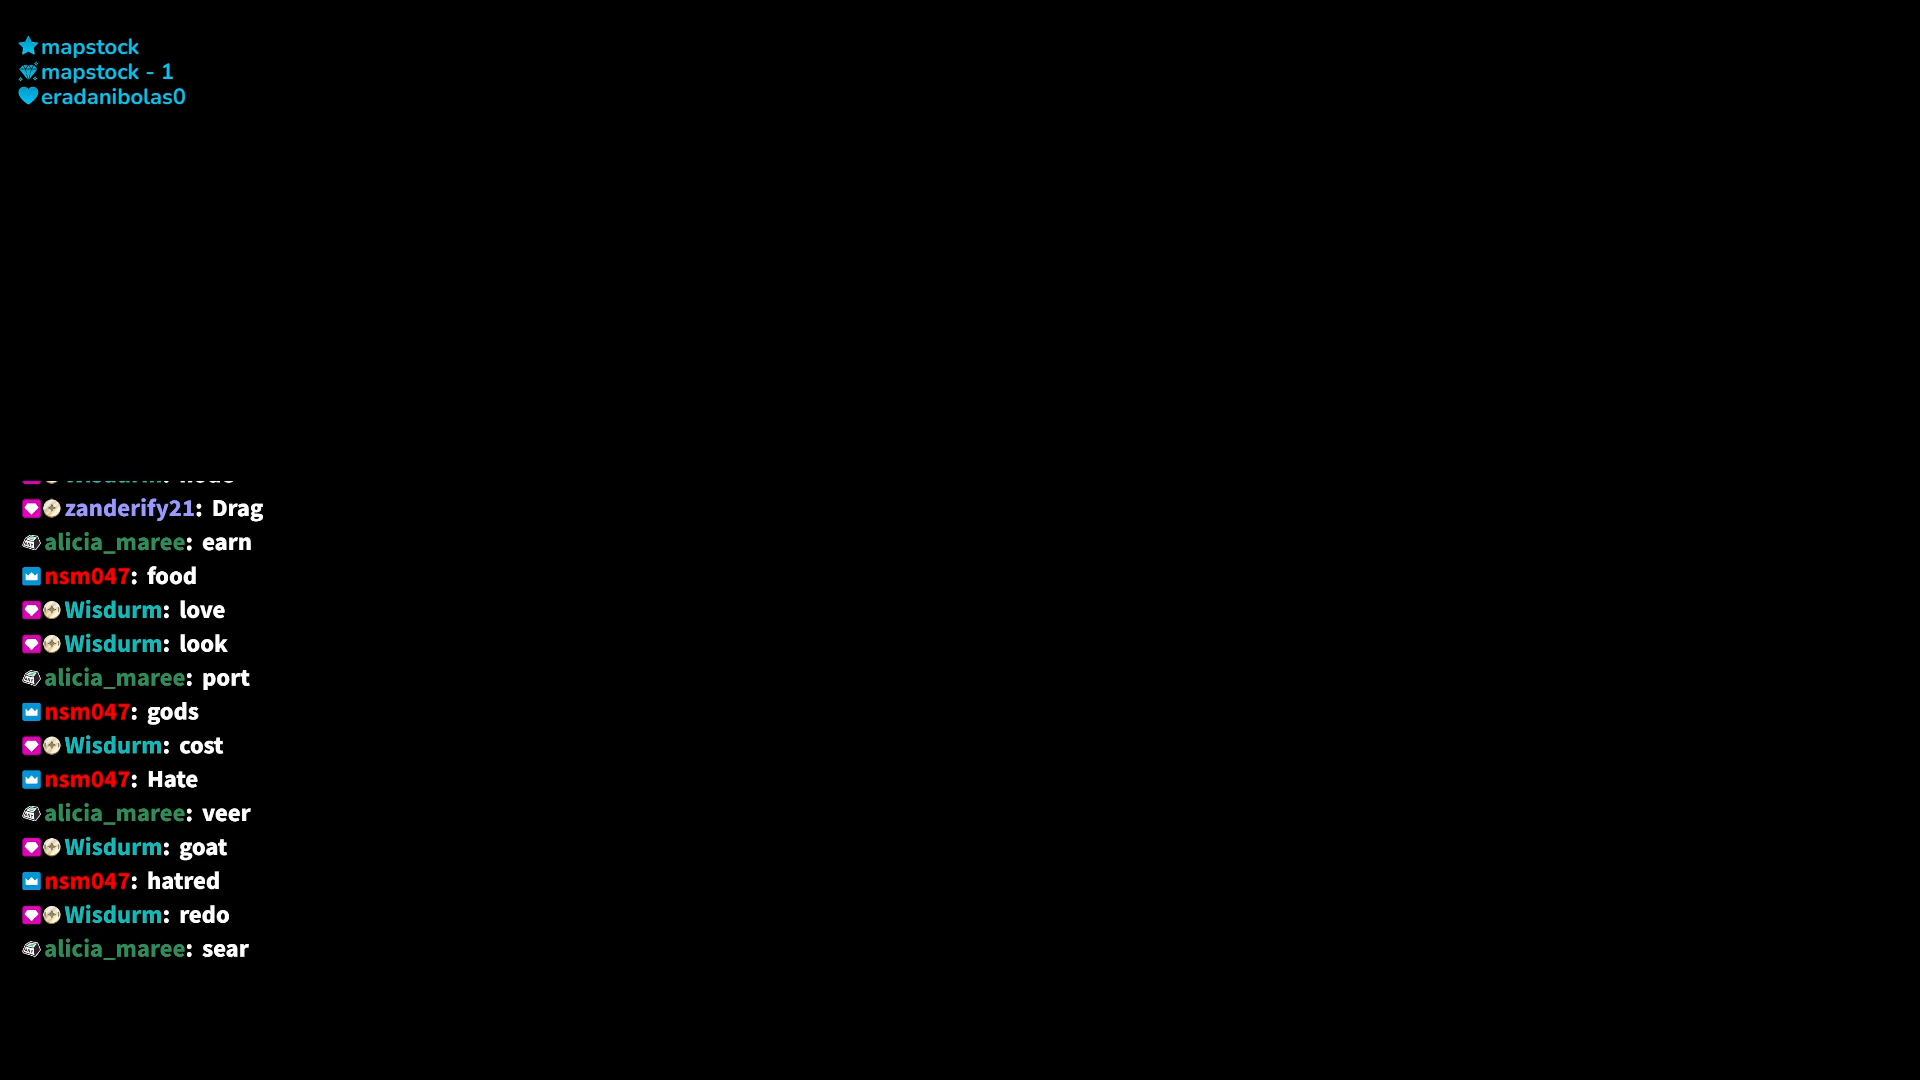 mapstock
mapstock - 1
eradanibolas0
zanderify21: Drag
alicia_maree: earn
nsm047: food
Wisdurm: love
Wisdurm: look
alicia_maree: port
nsm047: gods
Wisdurm: cost
nsm047: Hate
alicia_maree: veer
Wisdurm: goat
nsm047: hatred
Wisdurm: redo
alicia_maree: sear